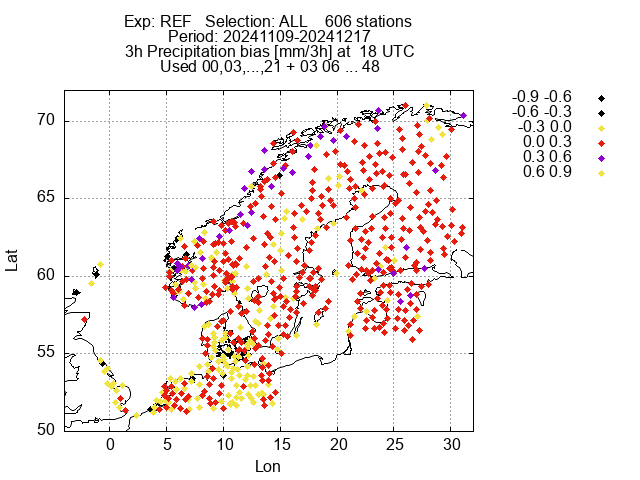 Exp: REF   Selection: ALL    606 stations
Period: 20241109-20241217
3h Precipitation bias [mm/3h] at  18 UTC
Used 00,03,...,21 + 03 06 ... 48
-0.9 -0.6
-0.6 -0.3
-0.3 0.0
0.0 0.3
0.3 0.6
0.6 0.9
70
65
60
55
50
Lat
0 5 10 15 20 25 30
Lon